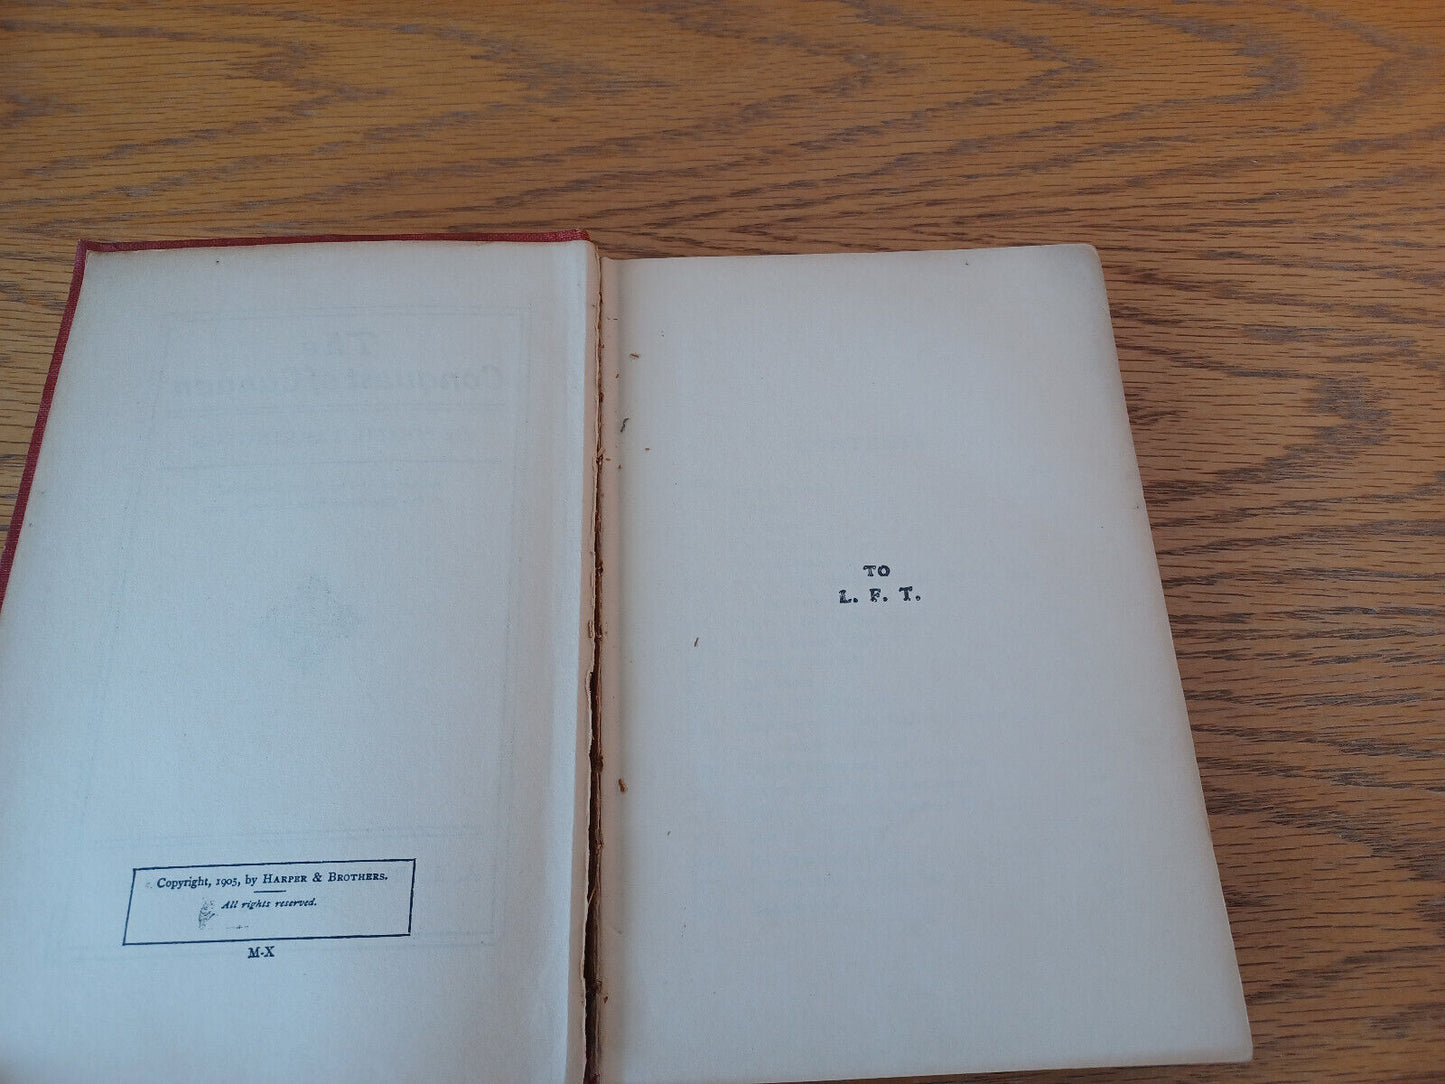 Copyright, 1905, by HARPER & BROTHERS.
All rights reserved.
M-X
TO
L. F. T.